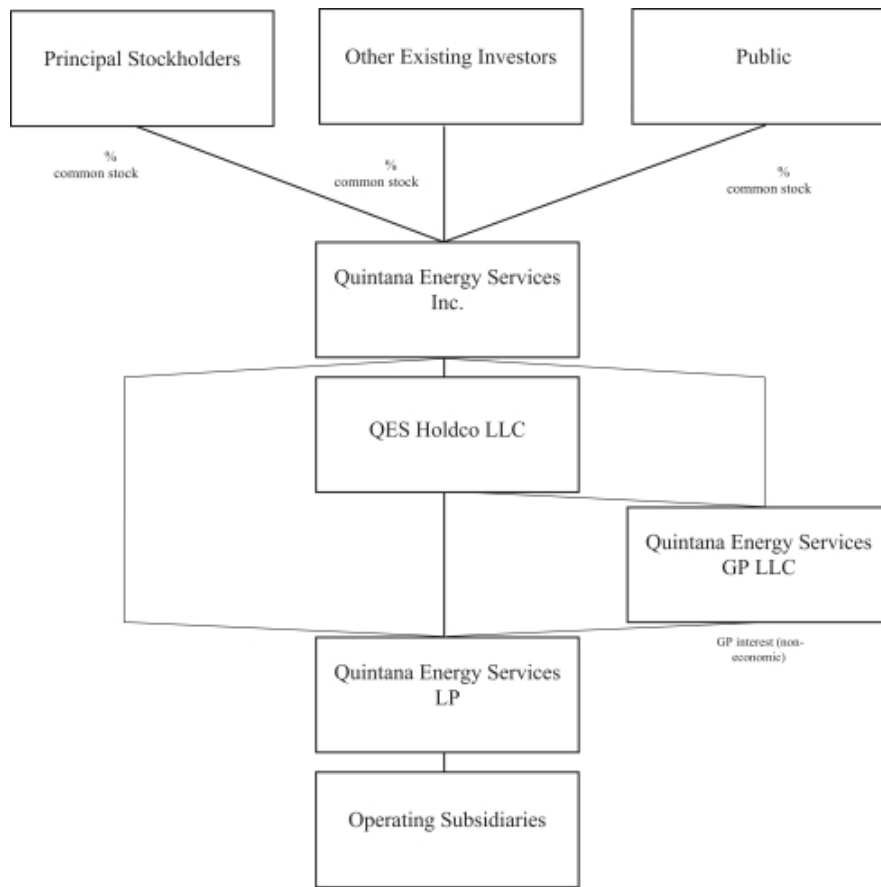 Principal Stockholders
Other Existing Investors
Public
%
common stock
%
common stock
%
common stock
Quintana Energy Services
Inc.
QES Holdco LLC
Quintana Energy Services
GP LLC
GP interest (non-
economic)
Quintana Energy Services
LP
Operating Subsidiaries